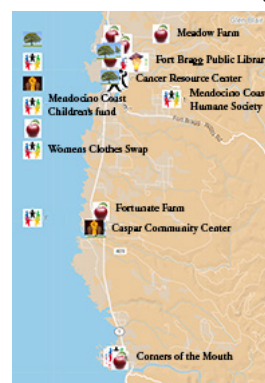 Meadow Farm
Fort Bragg Public Librar
Cancer Resource Center
Mendocino Coast
Humane Society
Mendocino Coast
Children's fund
Womens Clothes Swap
Fortunate Farm
Caspar Community Center
Corners of the Mouth